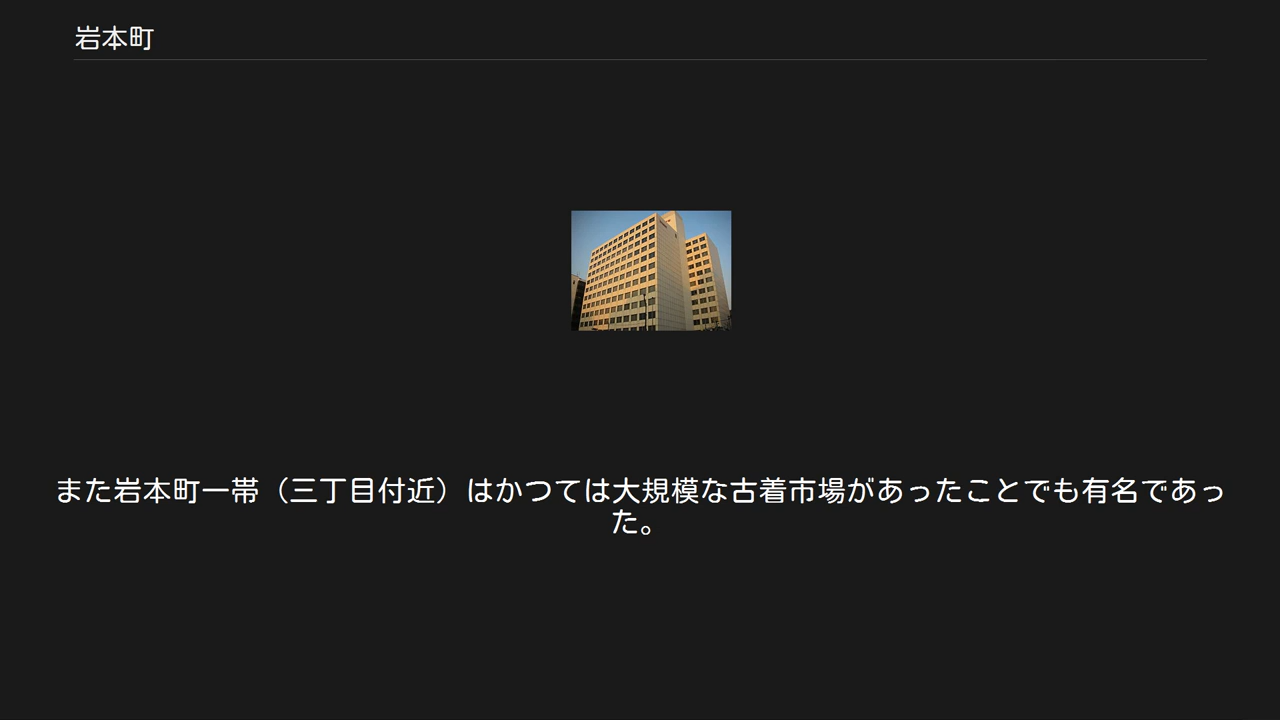 岩本町
また岩本町一帯（三丁目付近）はかつては大規模な古着市場があったことでも有名であっ
た。